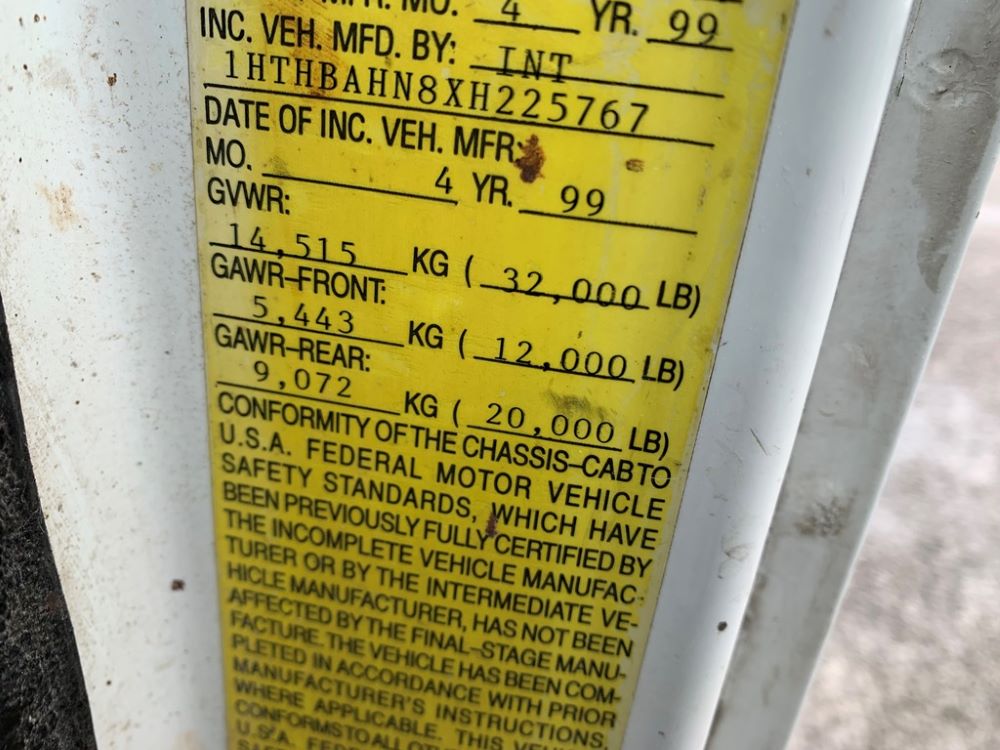 MFR. MO. 4 YR. 99
INC. VEH. MFD. BY: INT
1HTHBAHN8XH225767
DATE OF INC. VEH. MFR:
MO. 4 YR. 99
GVWR:
14,515 KG ( 32,000 LB)
GAWR-FRONT:
5,443 KG ( 12,000 LB)
GAWR-REAR:
9,072 KG ( 20,000 LB)
CONFORMITY OF THE CHASSIS-CAB TO
U.S.A. FEDERAL MOTOR VEHICLE
SAFETY STANDARDS, WHICH HAVE
BEEN PREVIOUSLY FULLY CERTIFIED BY
THE INCOMPLETE VEHICLE MANUFAC-
TURER OR BY THE INTERMEDIATE VE-
HICLE MANUFACTURER, HAS NOT BEEN
AFFECTED BY THE FINAL-STAGE MANU-
FACTURE. THE VEHICLE HAS BEEN COM-
PLETED IN ACCORDANCE WITH PRIOR
MANUFACTURER'S INSTRUCTIONS,
WHERE APPLICABLE. THIS
CONFORMS TO ALL
U.S.A.